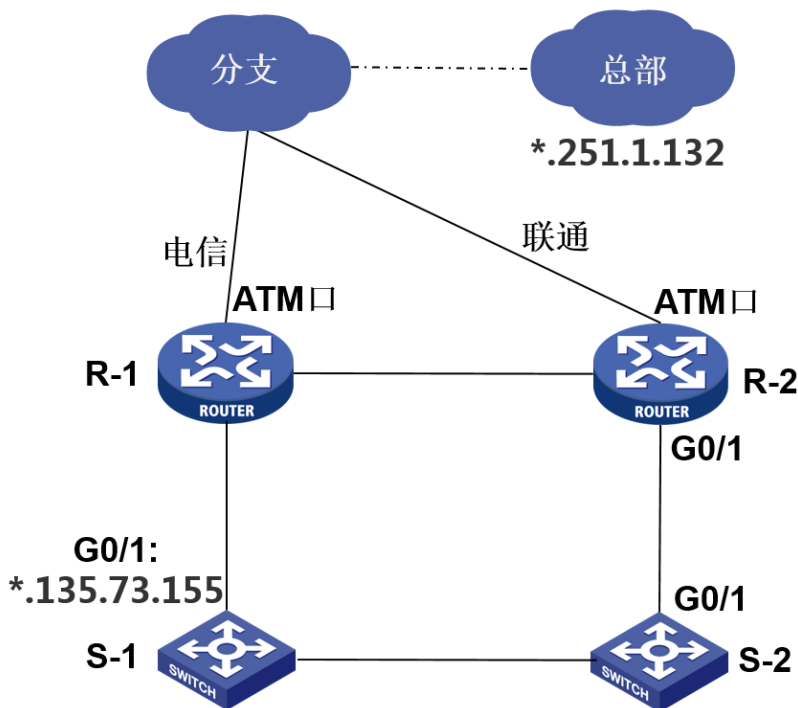 分支
总部
*.251.1.132
电信
联通
ATM口
ATM口
R-1
ROUTER
ROUTER
R-2
G0/1
G0/1:
*.135.73.155
G0/1
S-1
SWITCH
SWITCH
S-2